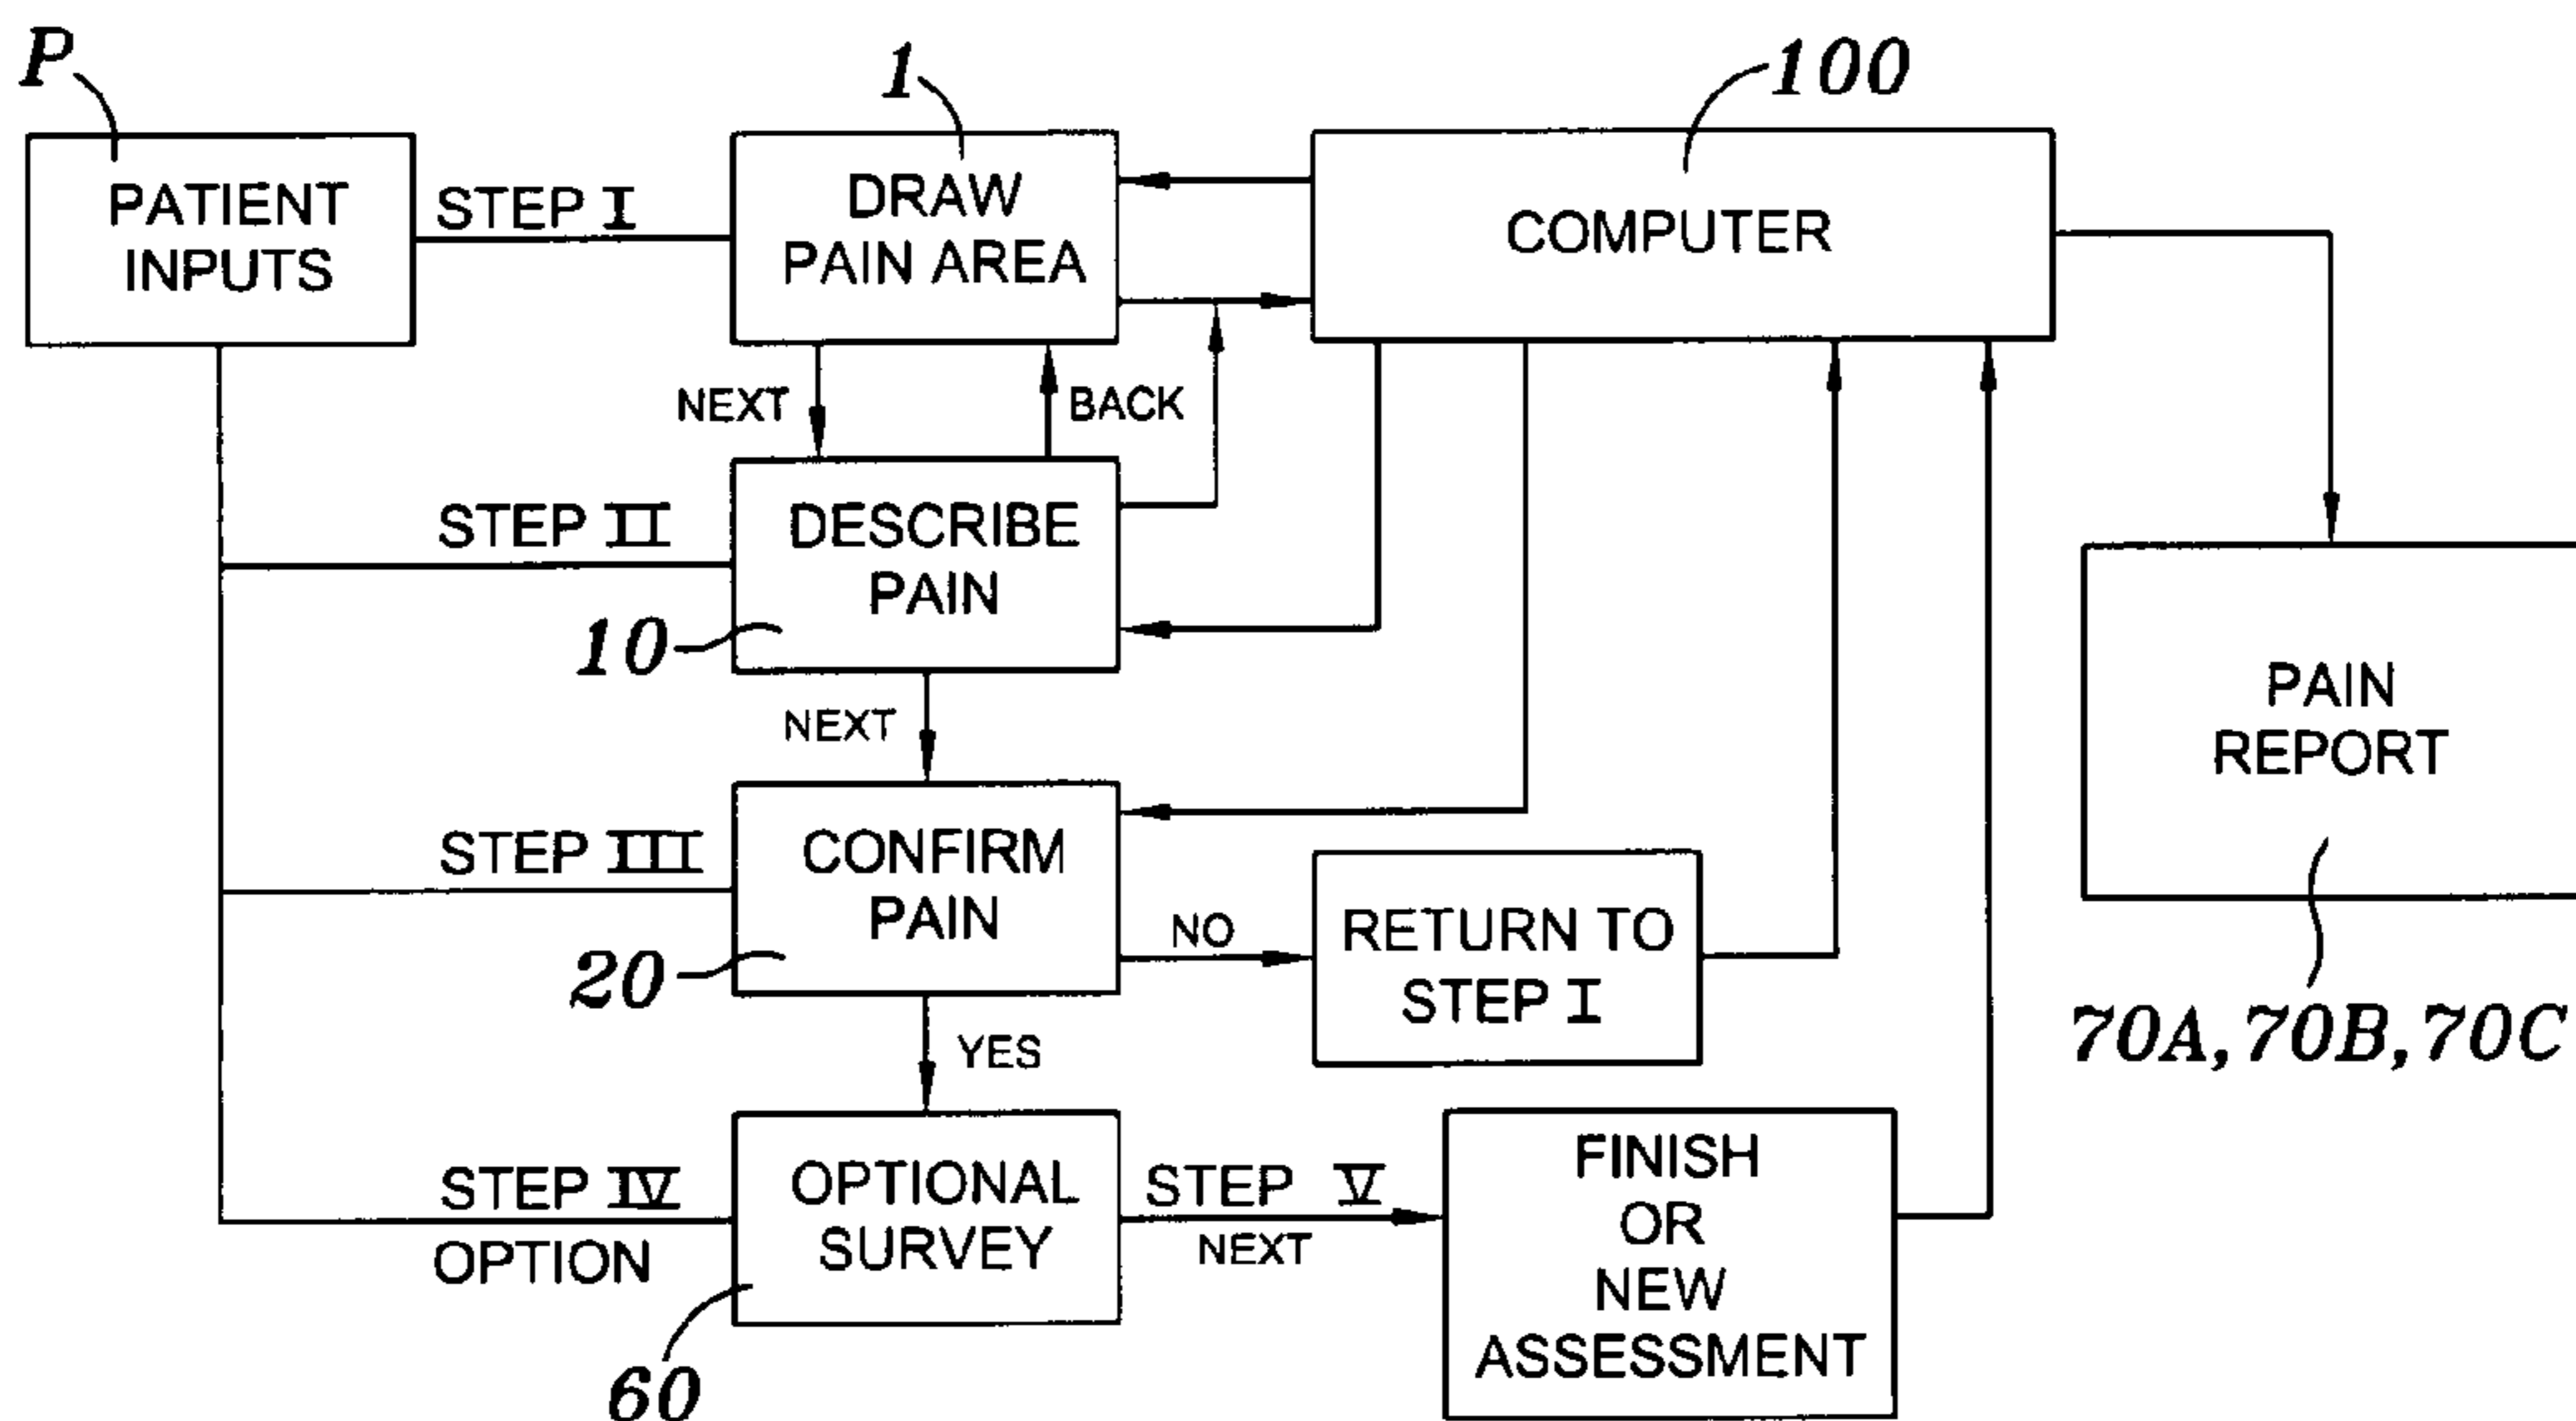 P
1
100
PATIENT
INPUTS
STEP I
DRAW
PAIN AREA
COMPUTER
NEXT
BACK
STEP II
DESCRIBE
PAIN
10
NEXT
PAIN
REPORT
70A, 70B, 70C
STEP III
CONFIRM
PAIN
20
NO
RETURN TO
STEP I
YES
STEP IV
OPTION
OPTIONAL
SURVEY
60
STEP V
NEXT
FINISH
OR
NEW
ASSESSMENT